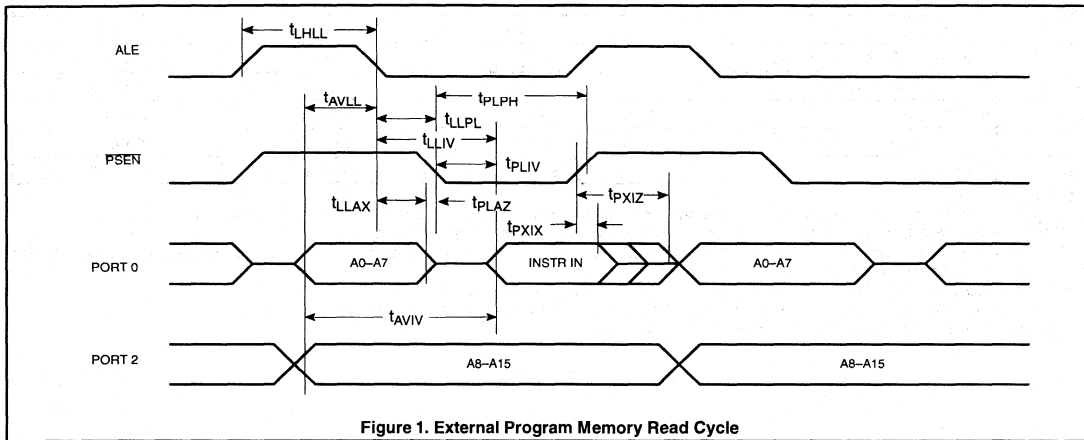 tLHLL
ALE
tAVLL
tPLPH
tLLPL
tLLIV
PSEN
tPLIV
tLLAX
tPLAZ
tPXIZ
tPXIX
PORT 0
A0–A7
INSTR IN
A0–A7
tAVIV
PORT 2
A8–A15
A8–A15
Figure 1. External Program Memory Read Cycle